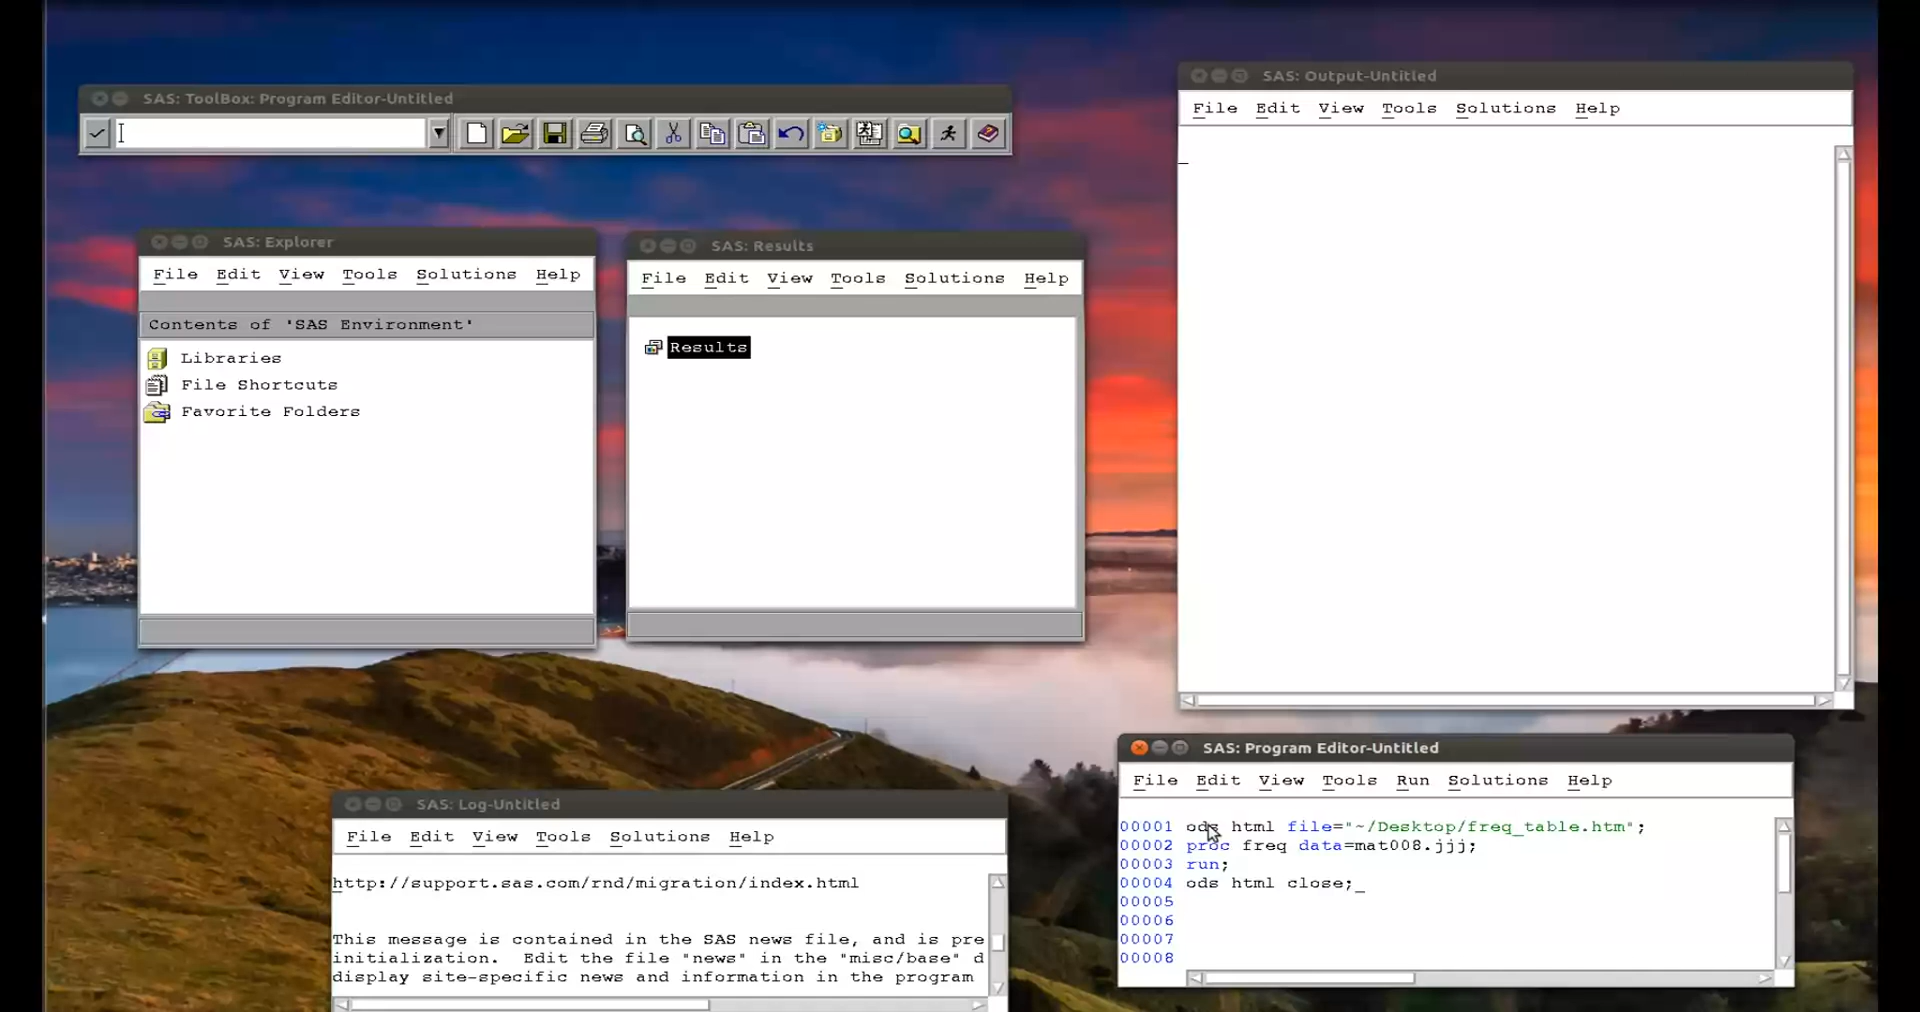 SAS: ToolBox: Program Editor-Untitled
SAS: Output-Untitled
File Edit View Tools Solutions Help
SAS: Explorer
File Edit View Tools Solutions Help
Contents of 'SAS Environment'
Libraries
File Shortcuts
Favorite Folders
SAS: Results
File Edit View Tools Solutions Help
Results
SAS: Log-Untitled
File Edit View Tools Solutions Help
http://support.sas.com/rnd/migration/index.html
This message is contained in the SAS news file, and is pre
initialization. Edit the file "news" in the "misc/base" d
display site-specific news and information in the program
SAS: Program Editor-Untitled
File Edit View Tools Run Solutions Help
00001 ods html file="~/Desktop/freq_table.htm";
00002 proc freq data=mat008.jjj;
00003 run;
00004 ods html close;_
00005
00006
00007
00008